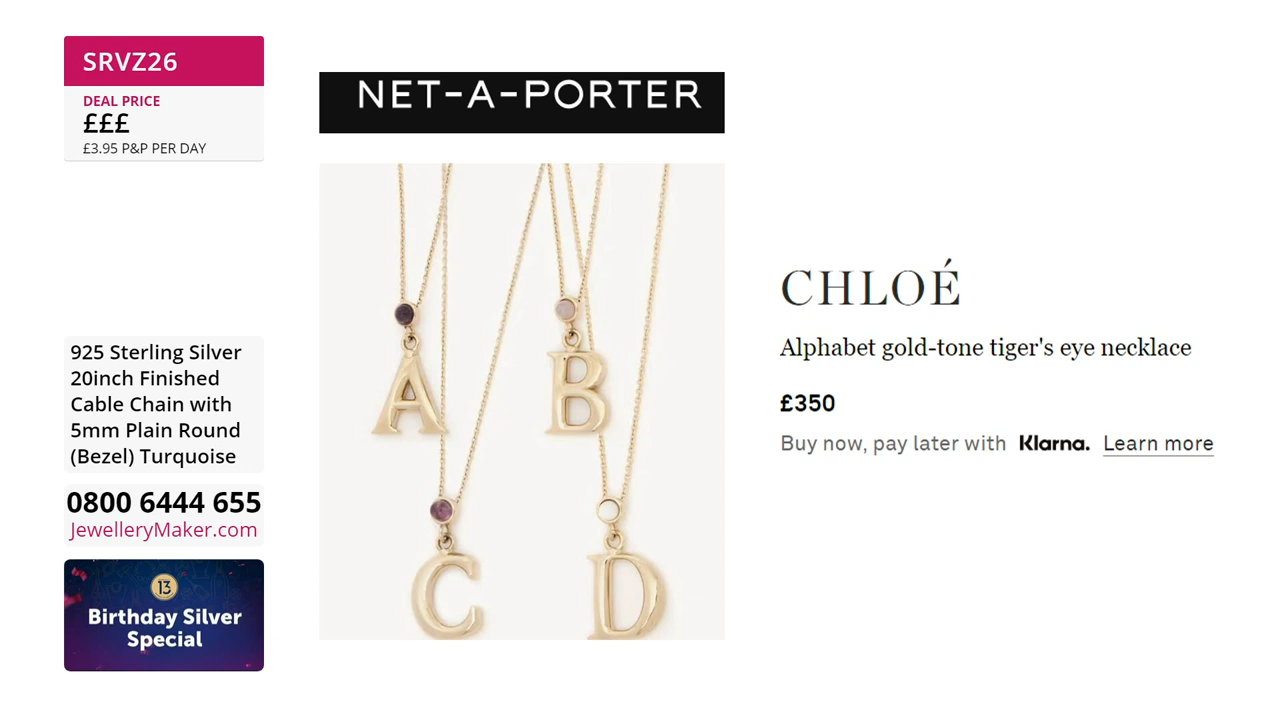 SRVZ26
DEAL PRICE
£££
£3.95 P&P PER DAY
925 Sterling Silver
20inch Finished
Cable Chain with
5mm Plain Round
(Bezel) Turquoise
0800 6444 655
JewelleryMaker.com
13
Birthday Silver
Special
NET-A-PORTER
A
B
C
D
CHLOÉ
Alphabet gold-tone tiger's eye necklace
£350
Buy now, pay later with Klarna. Learn more